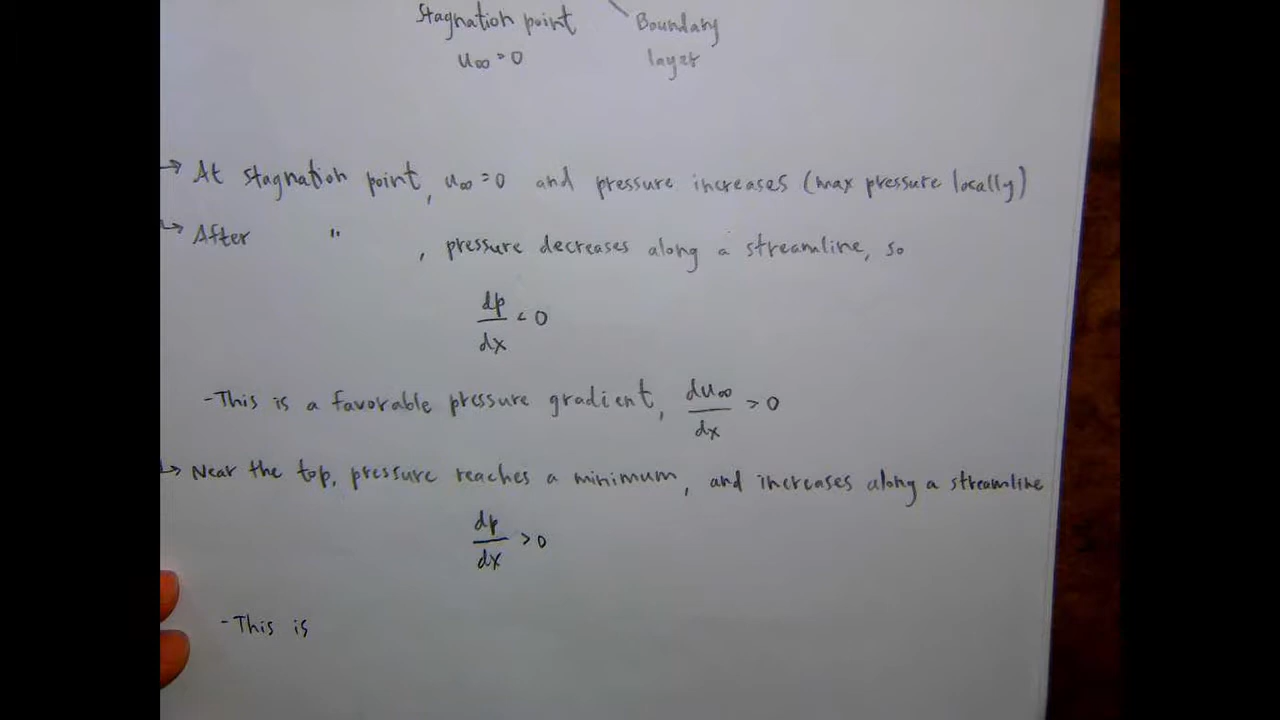 Stagnation point
Boundary
u∞ = 0
layer
→ At stagnation point, u∞ = 0 and pressure increases (max pressure locally)
↳ After " , pressure decreases along a streamline, so
dp/dx < 0
- This is a favorable pressure gradient, du∞/dx > 0
↳ Near the top, pressure reaches a minimum, and increases along a streamline
dp/dx > 0
- This is